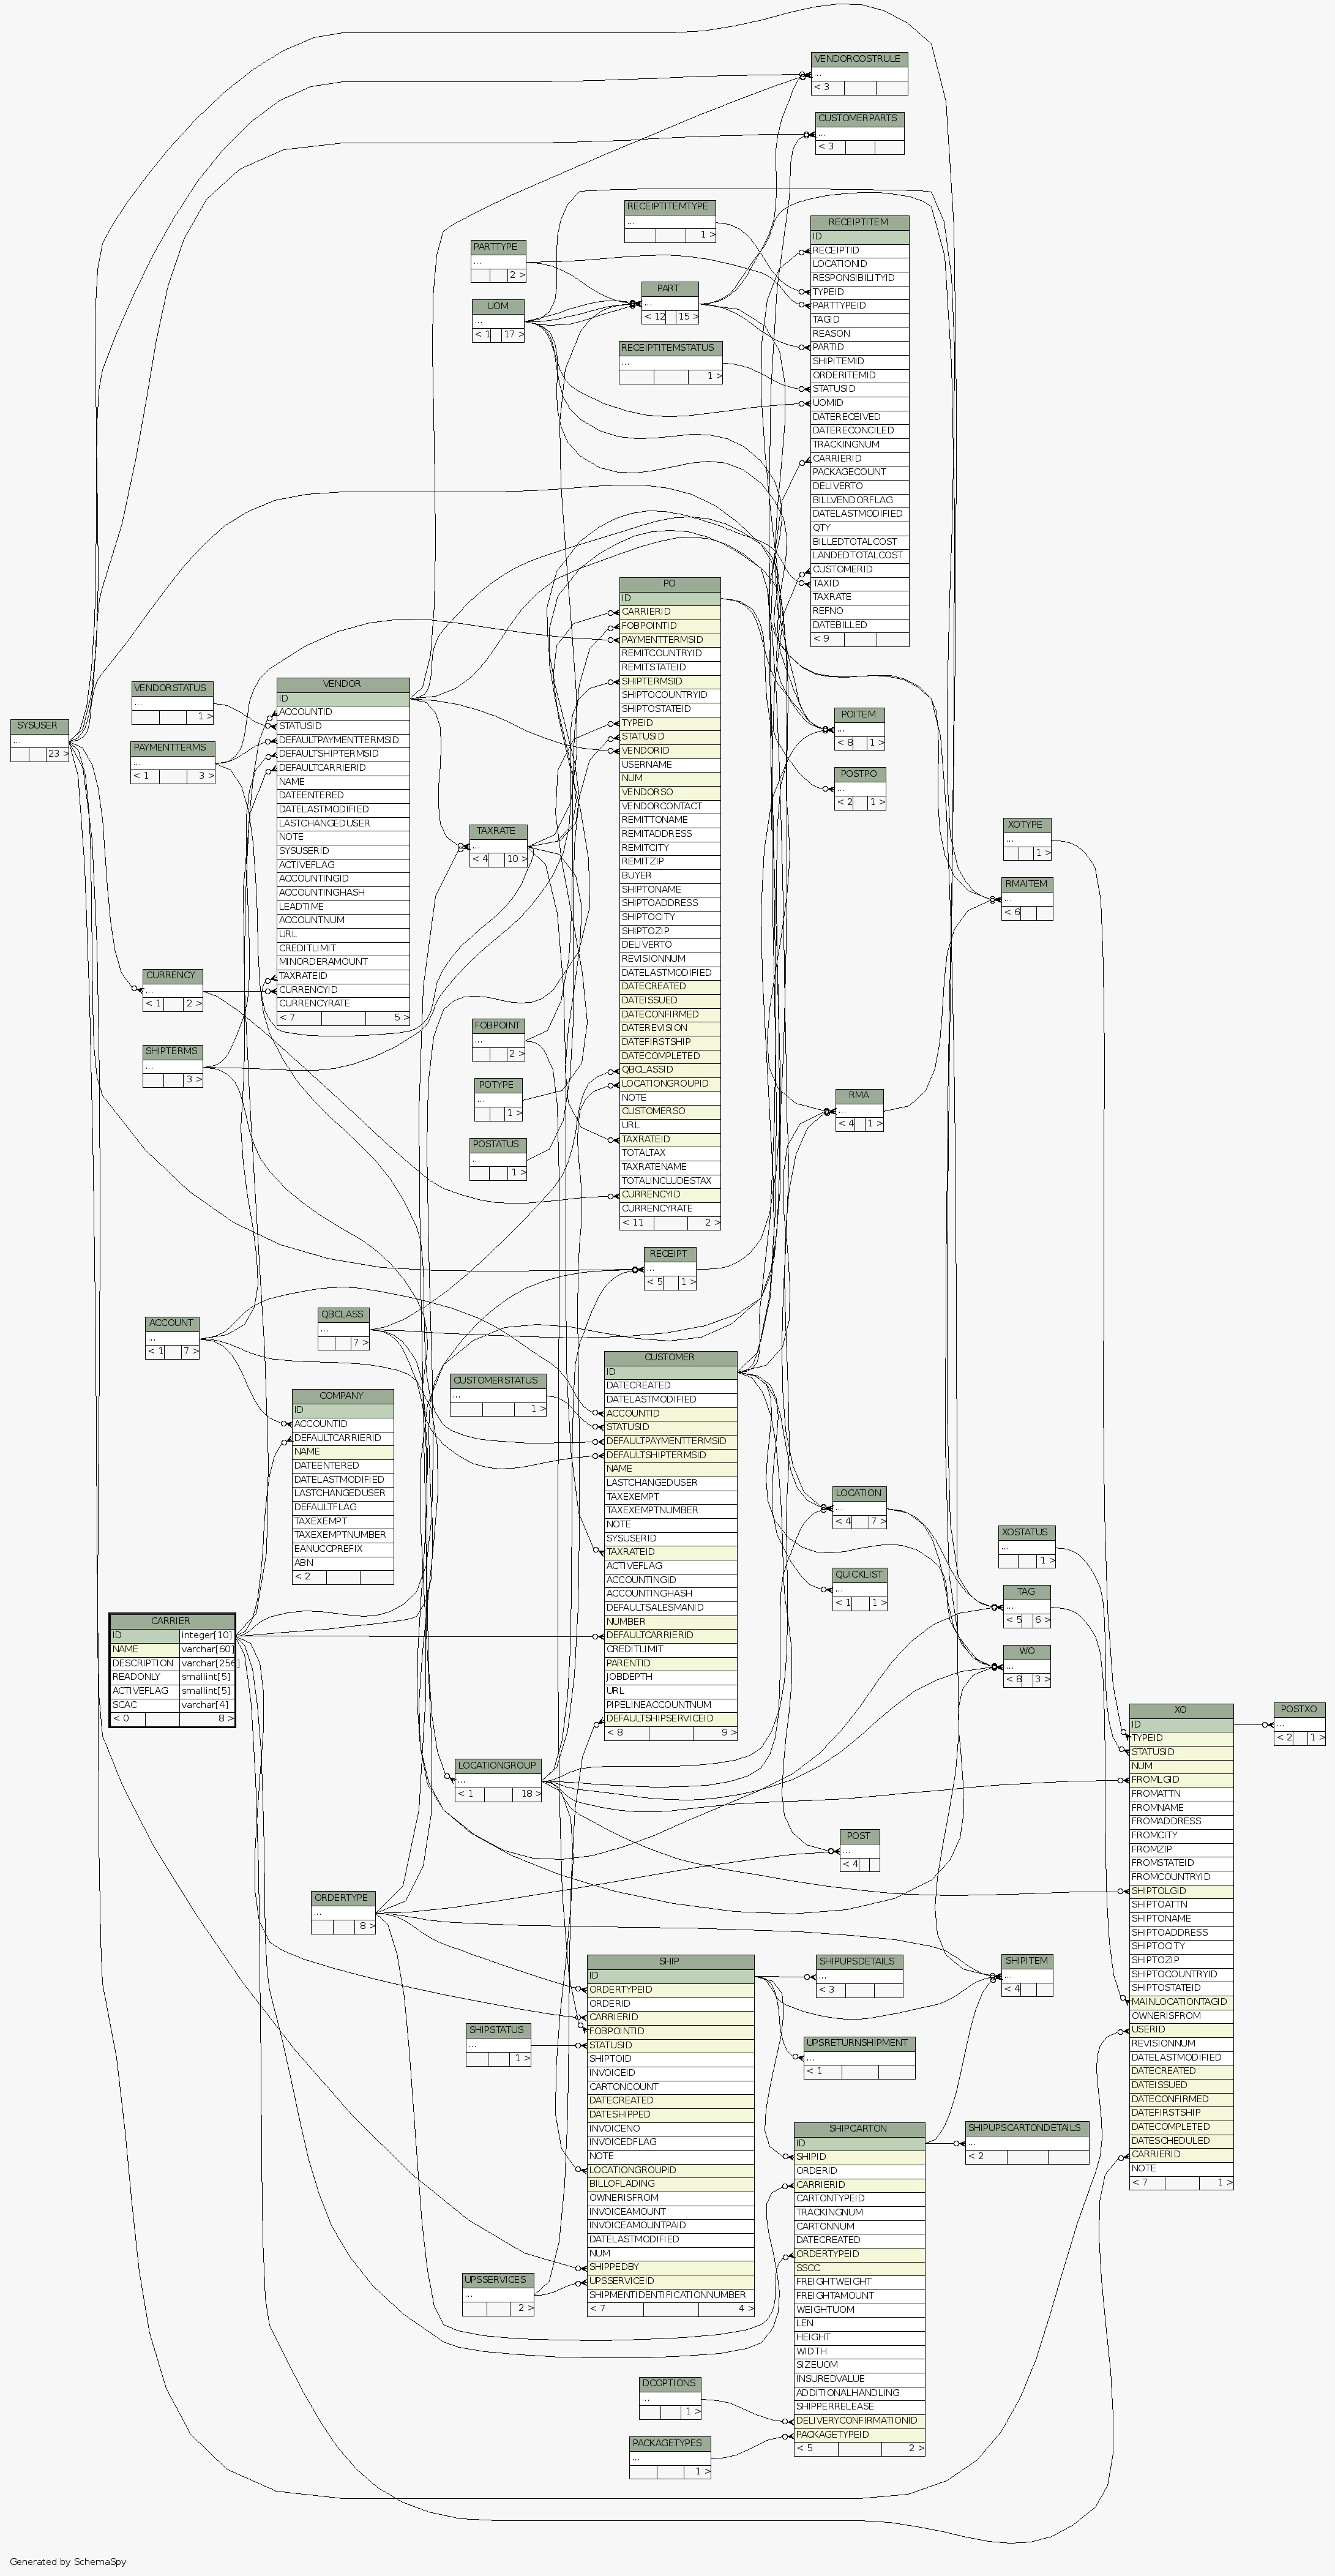 VENDORCOSTRULE
...
< 3
CUSTOMERPARTS
...
< 3
RECEIPTITEMTYPE
...
1 >
RECEIPTITEM
ID
RECEIPTID
LOCATIONID
RESPONSIBILITYID
TYPEID
PARTTYPEID
TAGID
REASON
PARTID
SHIPITEMID
ORDERITEMID
STATUSID
UOMID
DATERECEIVED
DATERECONCILED
TRACKINGNUM
CARRIERID
PACKAGECOUNT
DELIVERTO
BILLVENDORFLAG
DATELASTMODIFIED
QTY
BILLEDTOTALCOST
LANDEDTOTALCOST
CUSTOMERID
TAXID
TAXRATE
REFNO
DATEBILLED
< 9
PARTTYPE
...
2 >
PART
...
< 12 15 >
UOM
...
< 1 17 >
RECEIPTITEMSTATUS
...
1 >
PO
ID
CARRIERID
FOBPOINTID
PAYMENTTERMSID
REMITCOUNTRYID
REMITSTATEID
SHIPTERMSID
SHIPTOCOUNTRYID
SHIPTOSTATEID
TYPEID
STATUSID
VENDORID
USERNAME
NUM
VENDORSO
VENDORCONTACT
REMITTONAME
REMITADDRESS
REMITCITY
REMITZIP
BUYER
SHIPTONAME
SHIPTOADDRESS
SHIPTOCITY
SHIPTOZIP
DELIVERTO
REVISIONNUM
DATELASTMODIFIED
DATECREATED
DATEISSUED
DATECONFIRMED
DATEREVISION
DATEFIRSTSHIP
DATECOMPLETED
QBCLASSID
LOCATIONGROUPID
NOTE
CUSTOMERSO
URL
TAXRATEID
TOTALTAX
TAXRATENAME
TOTALINCLUDESTAX
CURRENCYID
CURRENCYRATE
< 11 2 >
VENDOR
ID
ACCOUNTID
STATUSID
DEFAULTPAYMENTTERMSID
DEFAULTSHIPTERMSID
DEFAULTCARRIERID
NAME
DATEENTERED
DATELASTMODIFIED
LASTCHANGEDUSER
NOTE
SYSUSERID
ACTIVEFLAG
ACCOUNTINGID
ACCOUNTINGHASH
LEADTIME
ACCOUNTNUM
URL
CREDITLIMIT
MINORDERAMOUNT
TAXRATEID
CURRENCYID
CURRENCYRATE
< 7 5 >
VENDORSTATUS
...
1 >
SYSUSER
...
23 >
PAYMENTTERMS
...
< 1 3 >
POITEM
...
< 8 1 >
POSTPO
...
< 2 1 >
TAXRATE
...
< 4 10 >
XOTYPE
...
1 >
RMAITEM
...
< 6
CURRENCY
...
< 1 2 >
FOBPOINT
...
2 >
SHIPTERMS
...
3 >
POTYPE
...
1 >
RMA
...
< 4 1 >
POSTATUS
...
1 >
RECEIPT
...
< 5 1 >
QBCLASS
...
7 >
ACCOUNT
...
< 1 7 >
CUSTOMER
ID
DATECREATED
DATELASTMODIFIED
ACCOUNTID
STATUSID
DEFAULTPAYMENTTERMSID
DEFAULTSHIPTERMSID
NAME
LASTCHANGEDUSER
TAXEXEMPT
TAXEXEMPTNUMBER
NOTE
SYSUSERID
TAXRATEID
ACTIVEFLAG
ACCOUNTINGID
ACCOUNTINGHASH
DEFAULTSALESMANID
NUMBER
DEFAULTCARRIERID
CREDITLIMIT
PARENTID
JOBDEPTH
URL
PIPELINEACCOUNTNUM
DEFAULTSHIPSERVICEID
< 8 9 >
CUSTOMERSTATUS
...
1 >
COMPANY
ID
ACCOUNTID
DEFAULTCARRIERID
NAME
DATEENTERED
DATELASTMODIFIED
LASTCHANGEDUSER
DEFAULTFLAG
TAXEXEMPT
TAXEXEMPTNUMBER
EANUCCPREFIX
ABN
< 2
LOCATION
...
< 4 7 >
XOSTATUS
...
1 >
QUICKLIST
...
< 1 1 >
TAG
...
< 5 6 >
CARRIER
ID integer[10]
NAME varchar[60]
DESCRIPTION varchar[256]
READONLY smallint[5]
ACTIVEFLAG smallint[5]
SCAC varchar[4]
< 0 8 >
WO
...
< 8 3 >
XO
ID
TYPEID
STATUSID
NUM
FROMLGID
FROMATTN
FROMNAME
FROMADDRESS
FROMCITY
FROMZIP
FROMSTATEID
FROMCOUNTRYID
SHIPTOLGID
SHIPTOATTN
SHIPTONAME
SHIPTOADDRESS
SHIPTOCITY
SHIPTOZIP
SHIPTOCOUNTRYID
SHIPTOSTATEID
MAINLOCATIONTAGID
OWNERISFROM
USERID
REVISIONNUM
DATELASTMODIFIED
DATECREATED
DATEISSUED
DATECONFIRMED
DATEFIRSTSHIP
DATECOMPLETED
DATESCHEDULED
CARRIERID
NOTE
< 7 1 >
POSTXO
...
< 2 1 >
LOCATIONGROUP
...
< 1 18 >
POST
...
< 4
ORDERTYPE
...
8 >
SHIP
ID
ORDERTYPEID
ORDERID
CARRIERID
FOBPOINTID
STATUSID
SHIPTOID
INVOICEID
CARTONCOUNT
DATECREATED
DATESHIPPED
INVOICENO
INVOICEDFLAG
NOTE
LOCATIONGROUPID
BILLOFLADING
OWNERISFROM
INVOICEAMOUNT
INVOICEAMOUNTPAID
DATELASTMODIFIED
NUM
SHIPPEDBY
UPSSERVICEID
SHIPMENTIDENTIFICATIONNUMBER
< 7 4 >
SHIPUPSDETAILS
...
< 3
SHIPITEM
...
< 4
SHIPSTATUS
...
1 >
UPSRETURNSHIPMENT
...
< 1
SHIPCARTON
ID
SHIPID
ORDERID
CARRIERID
CARTONTYPEID
TRACKINGNUM
CARTONNUM
DATECREATED
ORDERTYPEID
SSCC
FREIGHTWEIGHT
FREIGHTAMOUNT
WEIGHTUOM
LEN
HEIGHT
WIDTH
SIZEUOM
INSUREDVALUE
ADDITIONALHANDLING
SHIPPERRELEASE
DELIVERYCONFIRMATIONID
PACKAGETYPEID
< 5 2 >
SHIPUPSCARTONDETAILS
...
< 2
UPSSERVICES
...
2 >
DCOPTIONS
...
1 >
PACKAGETYPES
...
1 >
Generated by SchemaSpy